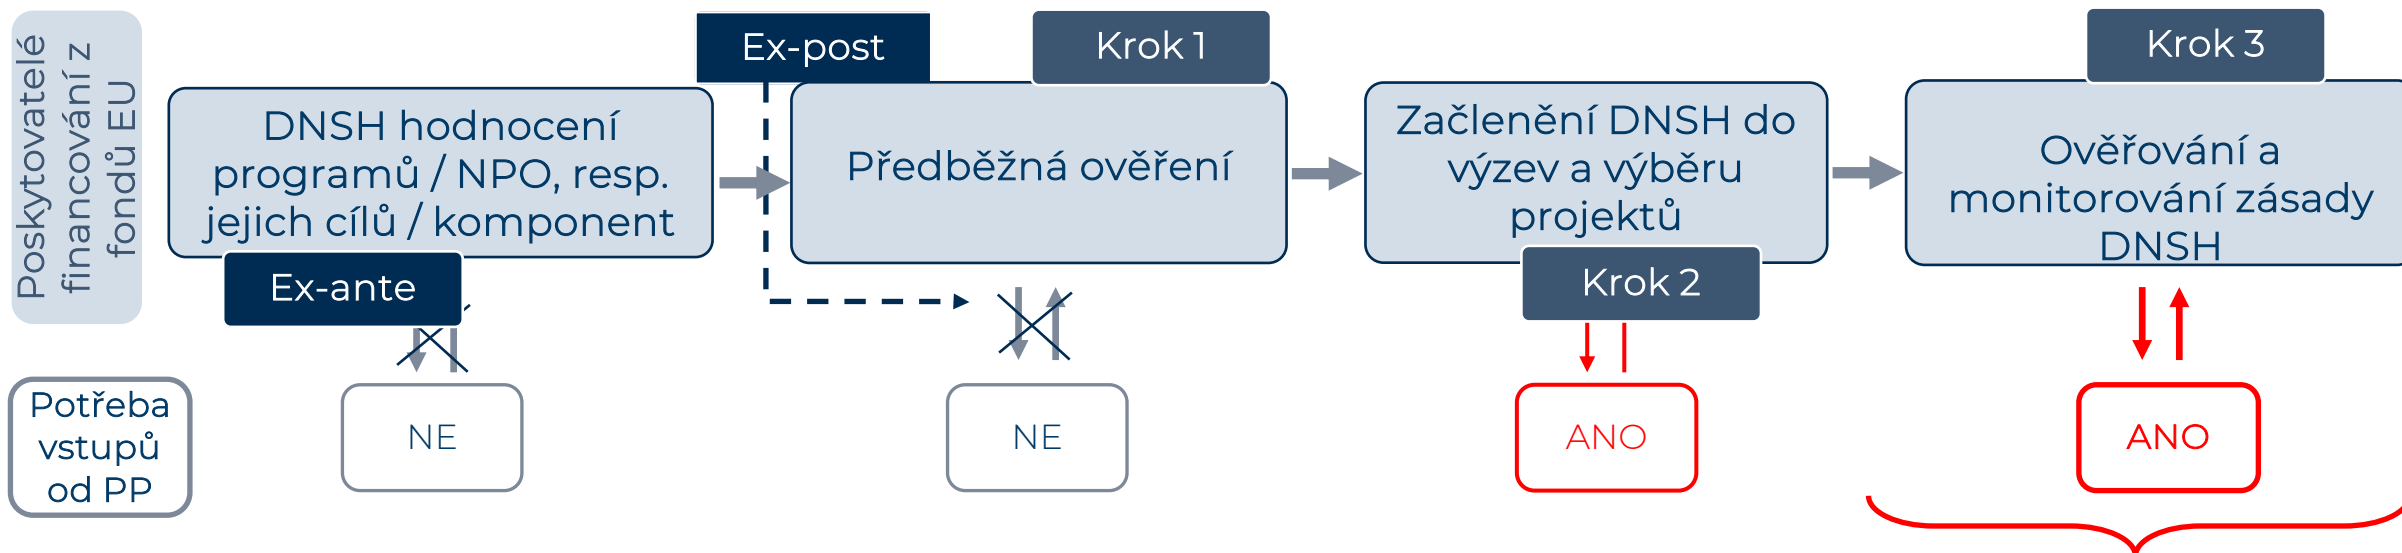 Poskytovatelé
financování z
fondů EU
DNSH hodnocení
programů / NPO, resp.
jejich cílů / komponent
Ex-ante
Ex-post
Krok 1
Předběžná ověření
Začlenění DNSH do
výzev a výběru
projektů
Krok 2
Krok 3
Ověřování a
monitorování zásady
DNSH
Potřeba
vstupů
od PP
NE
NE
ANO
ANO